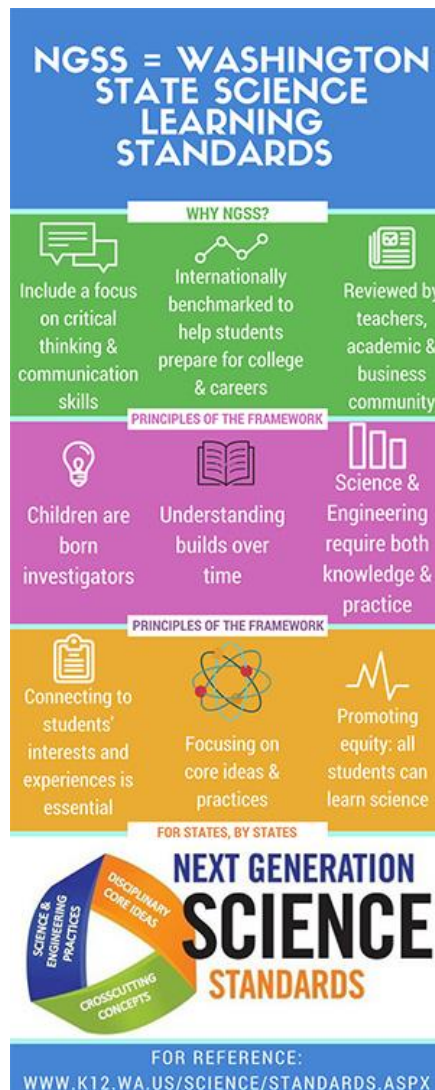 NGSS = WASHINGTON
STATE SCIENCE
LEARNING
STANDARDS
WHY NGSS?
Include a focus
on critical
thinking &
communication
skills
Internationally
benchmarked to
help students
prepare for college
& careers
Reviewed by
teachers,
academic &
business
community
PRINCIPLES OF THE FRAMEWORK
Children are
born
investigators
Understanding
builds over
time
Science &
Engineering
require both
knowledge &
practice
PRINCIPLES OF THE FRAMEWORK
Connecting to
students'
interests and
experiences is
essential
Focusing on
core ideas &
practices
Promoting
equity: all
students can
learn science
FOR STATES, BY STATES
SCIENCE &
ENGINEERING
PRACTICES
DISCIPLINARY
CORE IDEAS
CROSSCUTTING
CONCEPTS
NEXT GENERATION
SCIENCE
STANDARDS
FOR REFERENCE:
WWW.K12.WA.US/SCIENCE/STANDARDS.ASPX